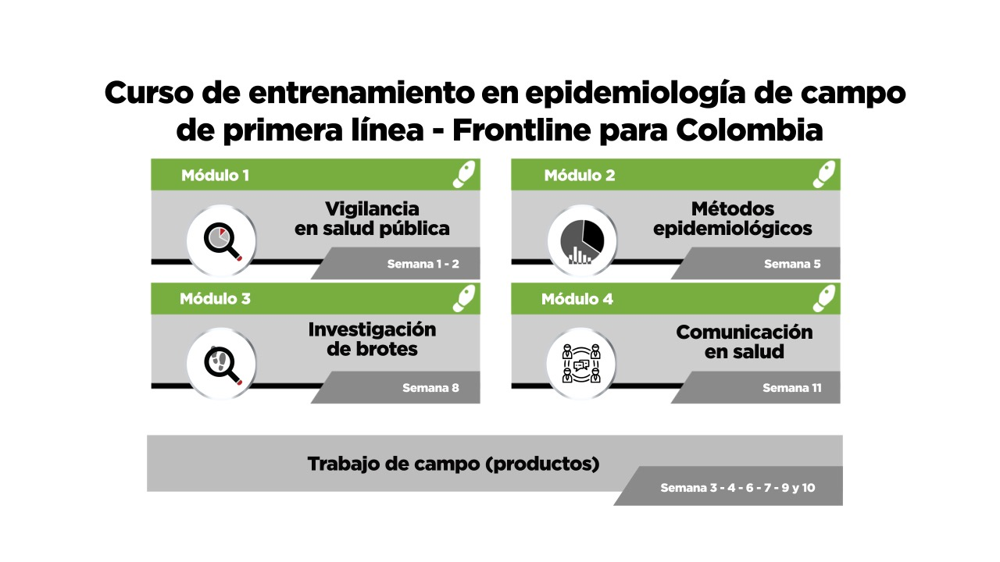 Curso de entrenamiento en epidemiología de campo
de primera línea - Frontline para Colombia
Módulo 1
Vigilancia
en salud pública
Semana 1 - 2
Módulo 2
Métodos
epidemiológicos
Semana 5
Módulo 3
Investigación
de brotes
Semana 8
Módulo 4
Comunicación
en salud
Semana 11
Trabajo de campo (productos)
Semana 3 - 4 - 6 - 7 - 9 y 10